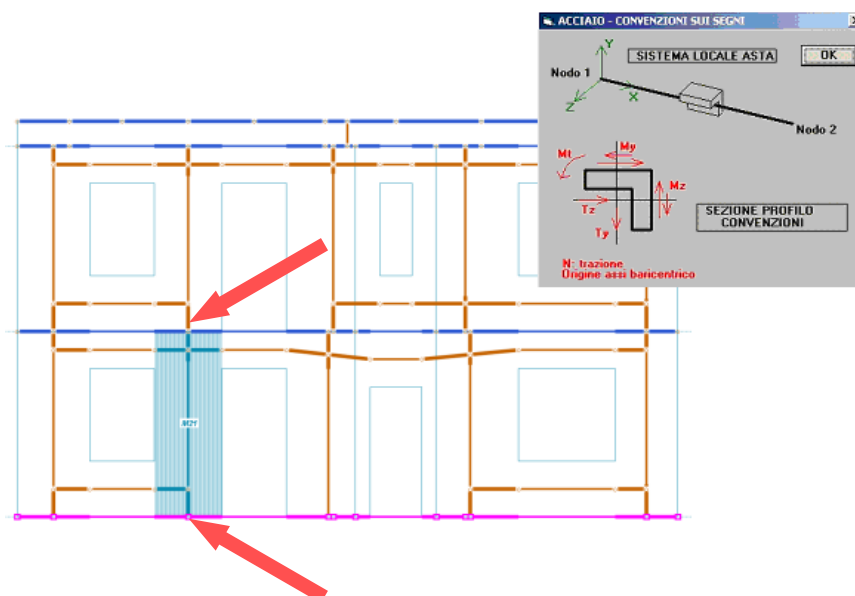 ACCIAIO - CONVENZIONI SUI SEGNI
SISTEMA LOCALE ASTA
OK
Y
Nodo 1
X
Z
Nodo 2
My
Mt
Mz
Tz
Ty
SEZIONE PROFILO
CONVENZIONI
N: trazione
Origine assi baricentrico
M21